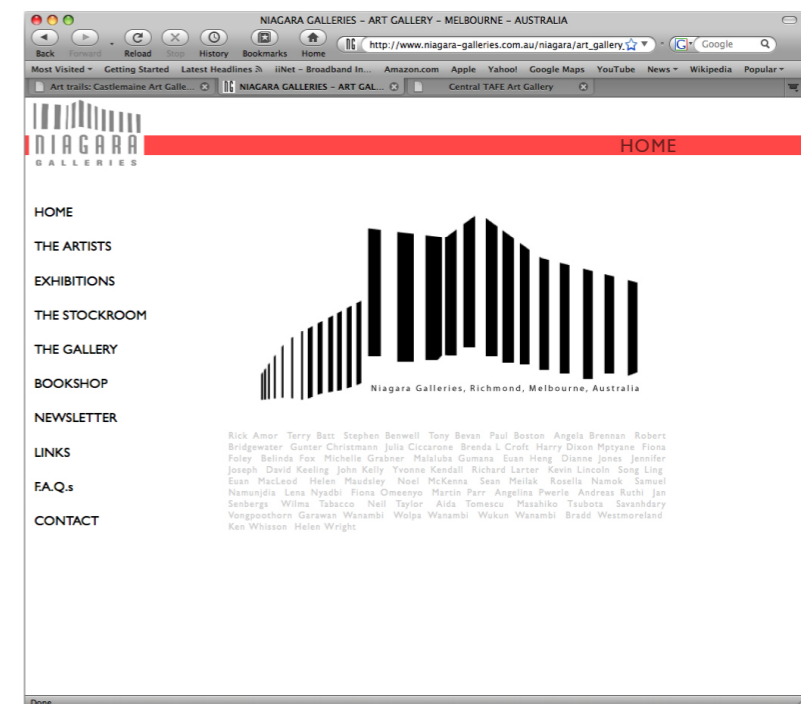 NIAGARA GALLERIES – ART GALLERY – MELBOURNE – AUSTRALIA
Back Forward Reload Stop History Bookmarks Home http://www.niagara-galleries.com.au/niagara/art_gallery_ Google
Most Visited Getting Started Latest Headlines iiNet – Broadband In... Amazon.com Apple Yahoo! Google Maps YouTube News Wikipedia Popular
Art trails: Castlemaine Art Galle... NIAGARA GALLERIES – ART GAL... Central TAFE Art Gallery
NIAGARA
GALLERIES
HOME
HOME
THE ARTISTS
EXHIBITIONS
THE STOCKROOM
THE GALLERY
BOOKSHOP
NEWSLETTER
LINKS
F.A.Q.s
CONTACT
Niagara Galleries, Richmond, Melbourne, Australia
Rick Amor Terry Batt Stephen Benwell Tony Bevan Paul Boston Angela Brennan Robert
Bridgewater Gunter Christmann Julia Ciccarone Brenda L Croft Harry Dixon Mptyane Fiona
Foley Belinda Fox Michelle Grabner Malaluba Gumana Euan Heng Dianne Jones Jennifer
Joseph David Keeling John Kelly Yvonne Kendall Richard Larter Kevin Lincoln Song Ling
Euan MacLeod Helen Maudsley Noel McKenna Sean Meilak Rosella Namok Samuel
Namunjdia Lena Nyadbi Fiona Omeenyo Martin Parr Angelina Pwerle Andreas Ruthi Jan
Senbergs Wilma Tabacco Neil Taylor Aida Tomescu Masahiko Tsubota Savanhdary
Vongpoothorn Garawan Wanambi Wolpa Wanambi Wukun Wanambi Bradd Westmoreland
Ken Whisson Helen Wright
Done